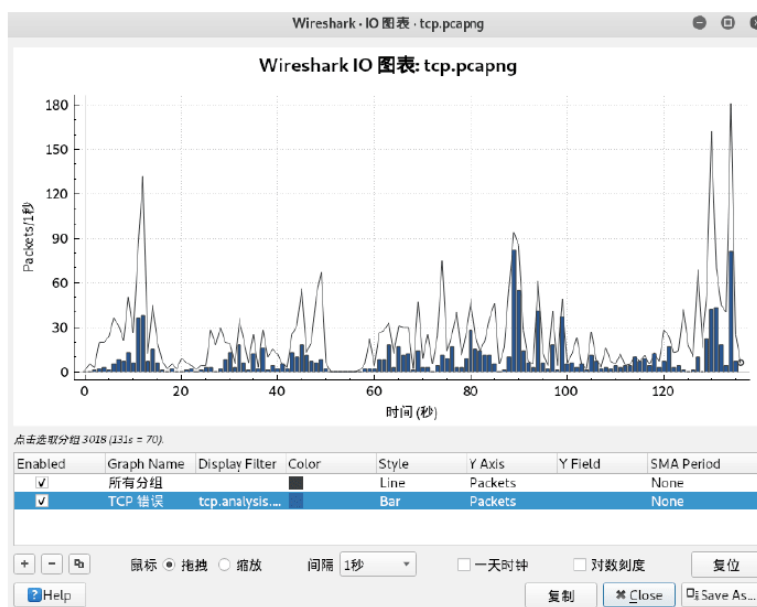 Wireshark · IO 图表 · tcp.pcapng
Wireshark IO 图表: tcp.pcapng
Packets/1秒
180
150
120
90
60
30
0
0 20 40 60 80 100 120
时间 (秒)
点击选取分组 3018 (131s = 70).
Enabled Graph Name Display Filter Color Style Y Axis Y Field SMA Period
所有分组 Line Packets None
TCP 错误 tcp.analysis.... Bar Packets None
鼠标 拖拽 缩放 间隔 1秒 一天时钟 对数刻度 复位
?Help 复制 Close Save As...